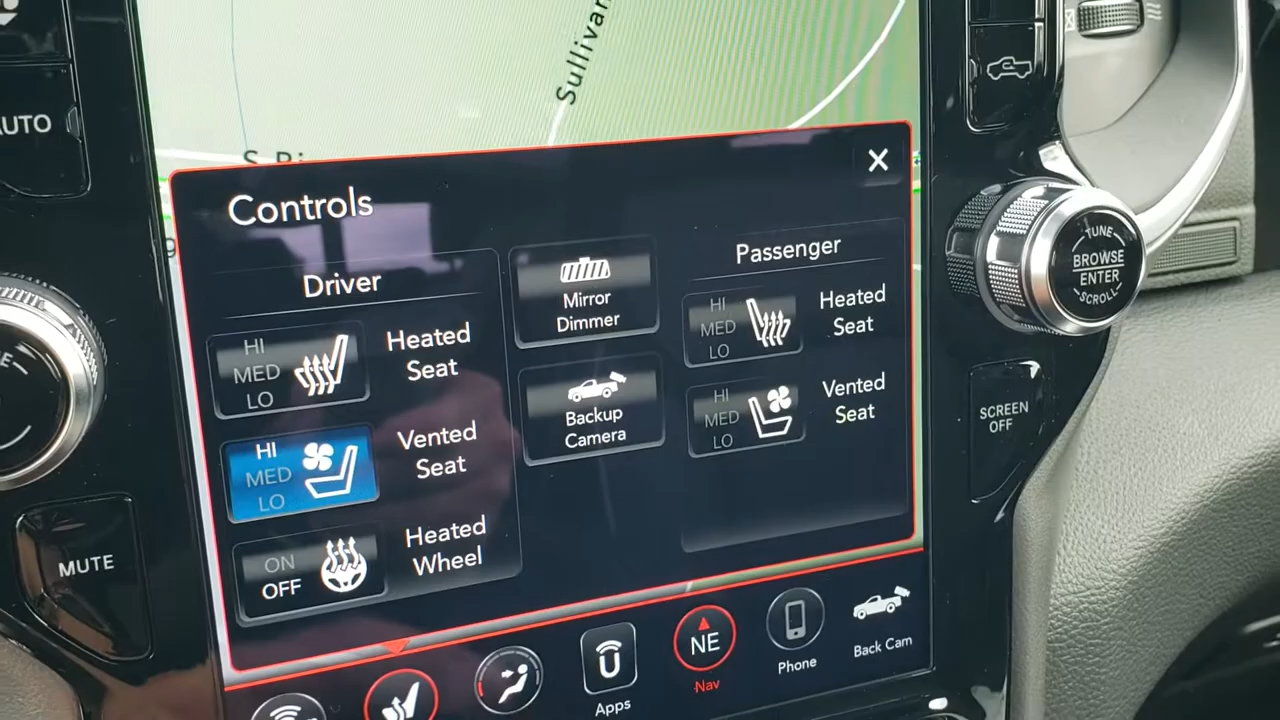 Sullivan
AUTO
Controls
Driver
HI
MED
LO
Heated
Seat
HI
MED
LO
Vented
Seat
ON
OFF
Heated
Wheel
Mirror
Dimmer
Backup
Camera
Passenger
HI
MED
LO
Heated
Seat
HI
MED
LO
Vented
Seat
TUNE
BROWSE
ENTER
SCROLL
SCREEN
OFF
MUTE
Apps
NE
Nav
Phone
Back Cam